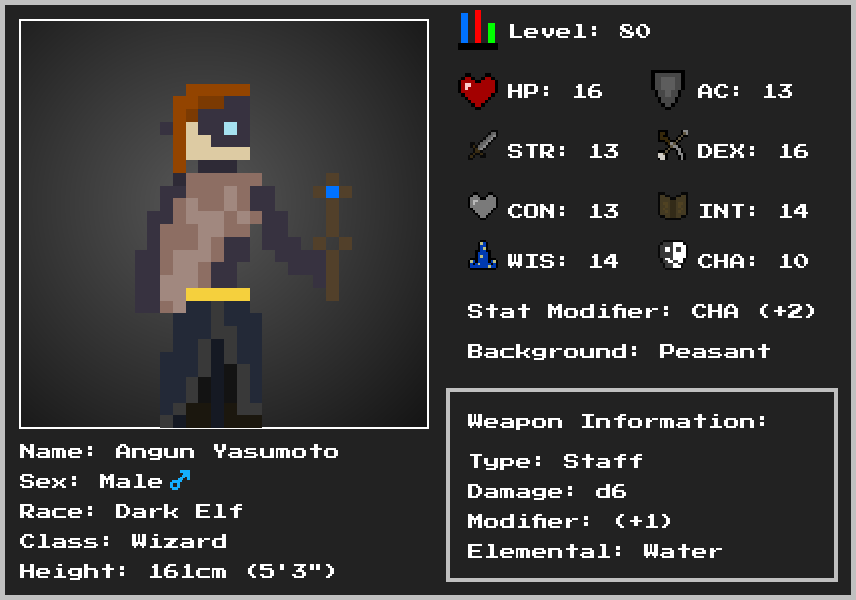 Level: 80
HP: 16 AC: 13
STR: 13 DEX: 16
CON: 13 INT: 14
WIS: 14 CHA: 10
Stat Modifier: CHA (+2)
Background: Peasant
Weapon Information:
Type: Staff
Damage: d6
Modifier: (+1)
Elemental: Water
Name: Angun Yasumoto
Sex: Male ♂
Race: Dark Elf
Class: Wizard
Height: 161cm (5'3")